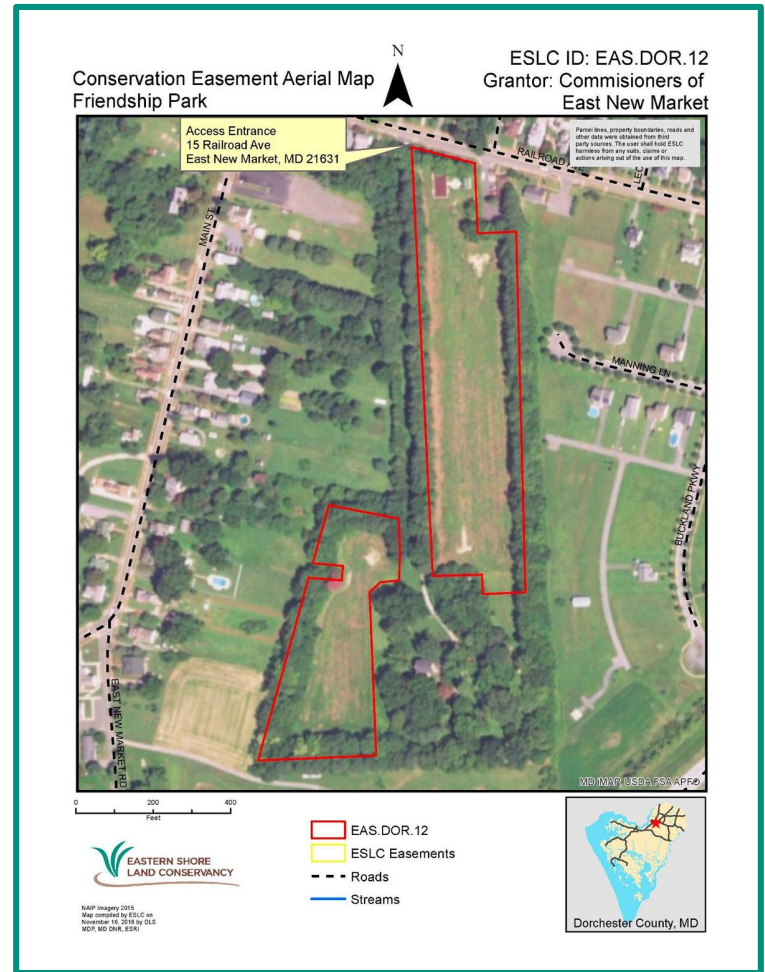 N
Conservation Easement Aerial Map
Friendship Park
ESLC ID: EAS.DOR.12
Grantor: Commisioners of
East New Market
Access Entrance
15 Railroad Ave
East New Market, MD 21631
Parcel lines, property boundaries, roads and
other data were obtained from third
party sources. The user shall hold ESLC
harmless from any suits, claims or
actions arising out of the use of this map.
RAILROAD AVE
LEC
MAIN ST
MANNING LN
BUCKLAND PKWY
EAST NEW MARKET RD
MD iMAP, USDA FSA APFO
0 200 400
Feet
EASTERN SHORE
LAND CONSERVANCY
NAIP Imagery 2015
Map compiled by ESLC on
November 16, 2016 by DLS
MDP, MD DNR, ESRI
EAS.DOR.12
ESLC Easements
Roads
Streams
Dorchester County, MD